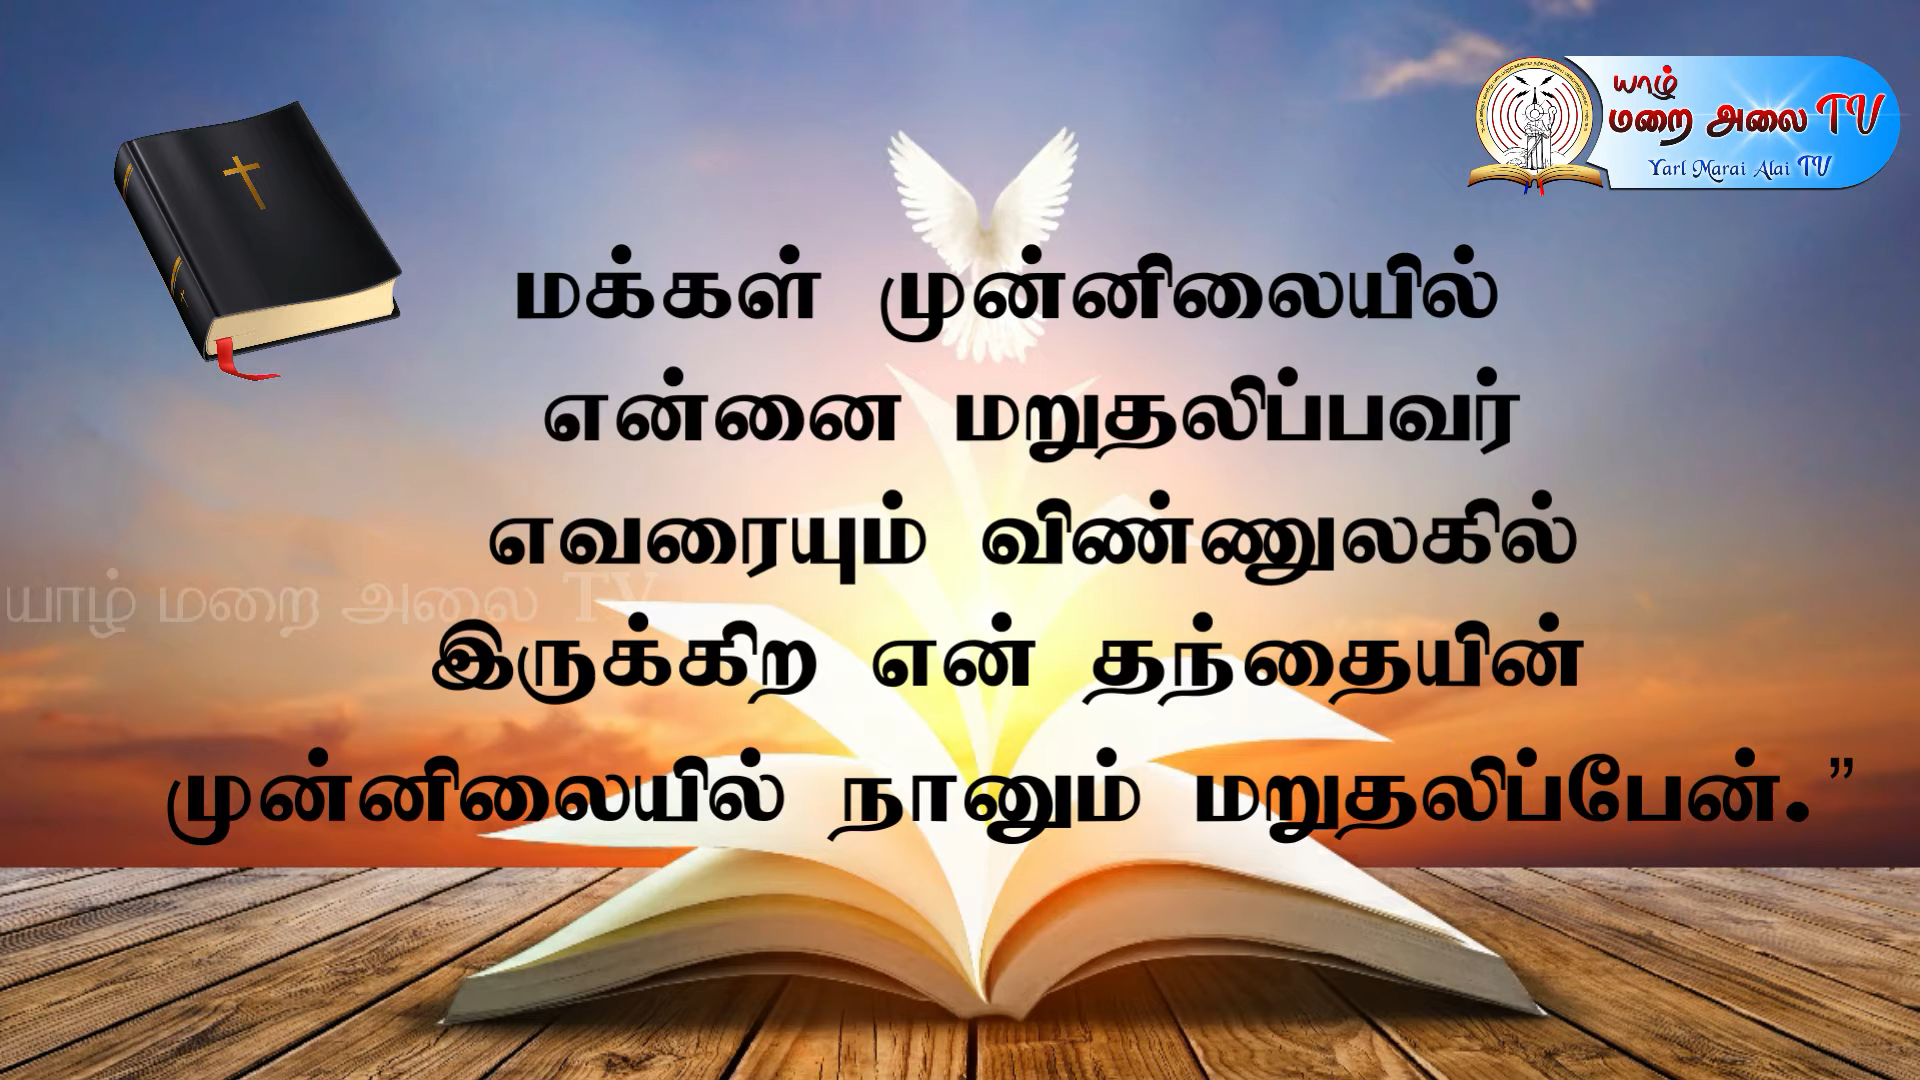 யாழ்
மறை அலை TV
Yarl Marai Alai TV
மக்கள் முன்னிலையில்
என்னை மறுதலிப்பவர்
எவரையும் விண்ணுலகில்
யாழ் மறை அலை TV
இருக்கிற என் தந்தையின்
முன்னிலையில் நானும் மறுதலிப்பேன்.”